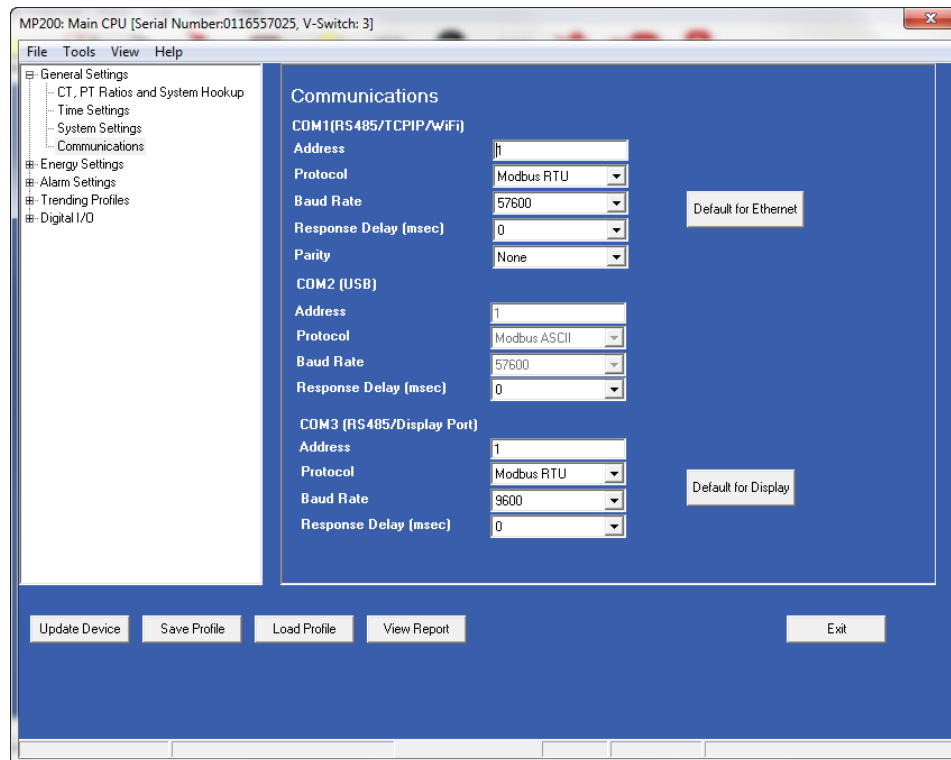 MP200: Main CPU [Serial Number:0116557025, V-Switch: 3]
File Tools View Help
General Settings
CT, PT Ratios and System Hookup
Time Settings
System Settings
Communications
Energy Settings
Alarm Settings
Trending Profiles
Digital I/O
Communications
COM1(RS485/TCPIP/WiFi)
Address 1
Protocol Modbus RTU
Baud Rate 57600
Default for Ethernet
Response Delay (msec) 0
Parity None
COM2 (USB)
Address 1
Protocol Modbus ASCII
Baud Rate 57600
Response Delay (msec) 0
COM3 (RS485/Display Port)
Address 1
Protocol Modbus RTU
Default for Display
Baud Rate 9600
Response Delay (msec) 0
Update Device Save Profile Load Profile View Report Exit